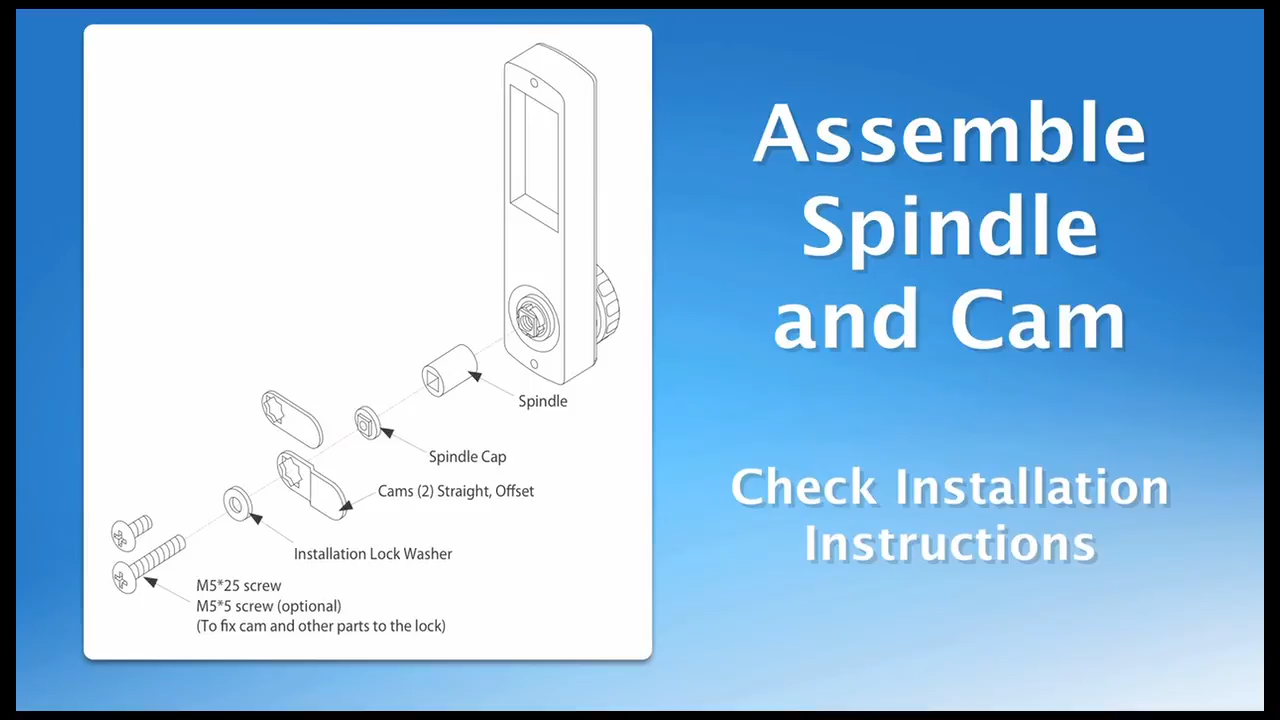 Assemble
Spindle
and Cam
Check Installation
Instructions
Spindle
Spindle Cap
Cams (2) Straight, Offset
Installation Lock Washer
M5*25 screw
M5*5 screw (optional)
(To fix cam and other parts to the lock)